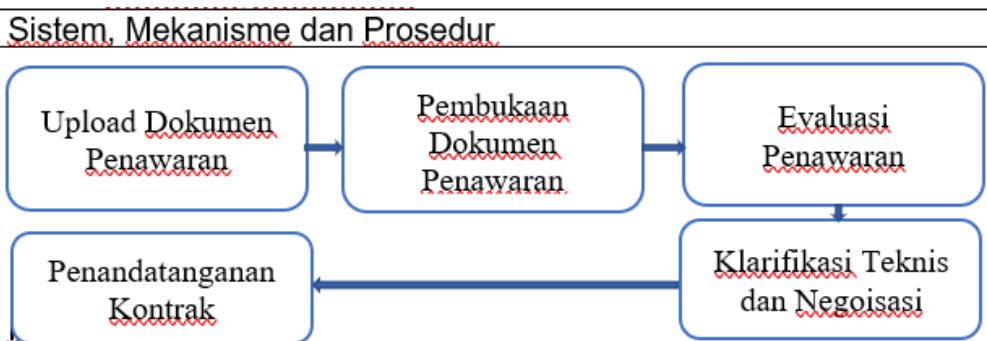 Sistem, Mekanisme dan Prosedur
Upload Dokumen
Penawaran
Pembukaan
Dokumen
Penawaran
Evaluasi
Penawaran
Klarifikasi Teknis
dan Negoisasi
Penandatanganan
Kontrak